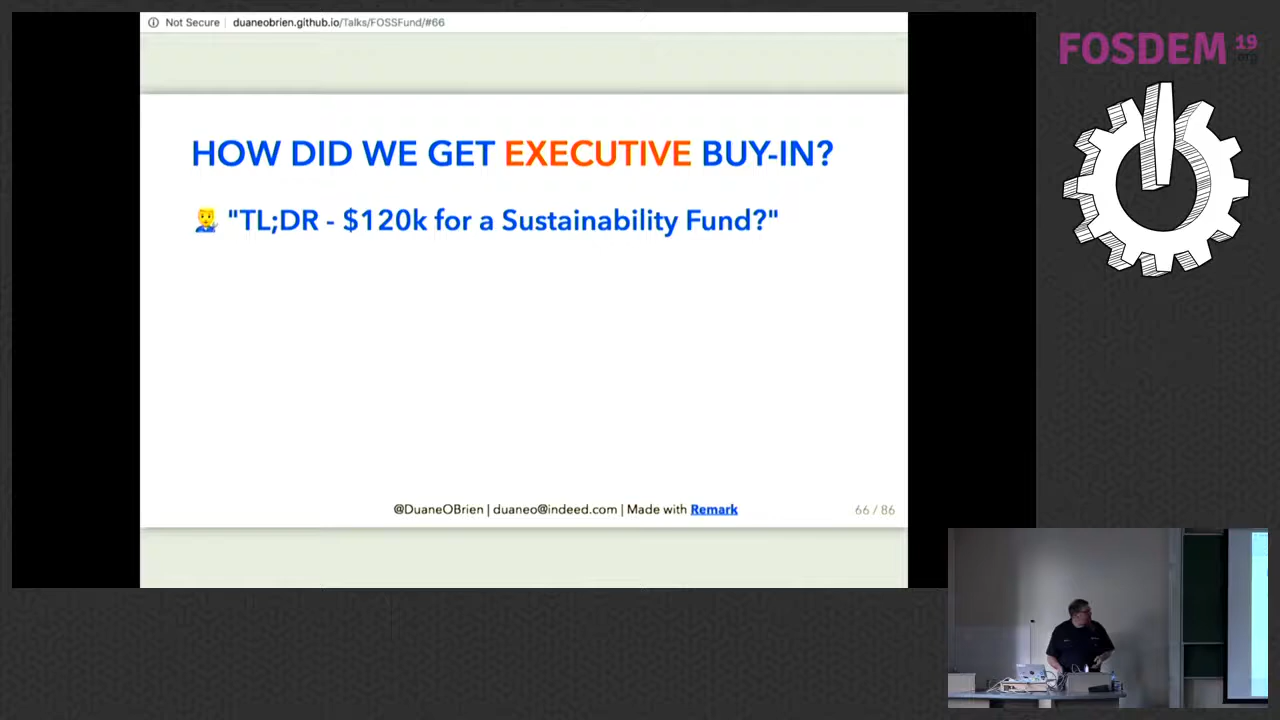 Not Secure duaneobrien.github.io/Talks/FOSSFund/#66
FOSDEM 19
.org
HOW DID WE GET EXECUTIVE BUY-IN?
"TL;DR - $120k for a Sustainability Fund?"
@DuaneOBrien | duaneo@indeed.com | Made with Remark
66 / 86